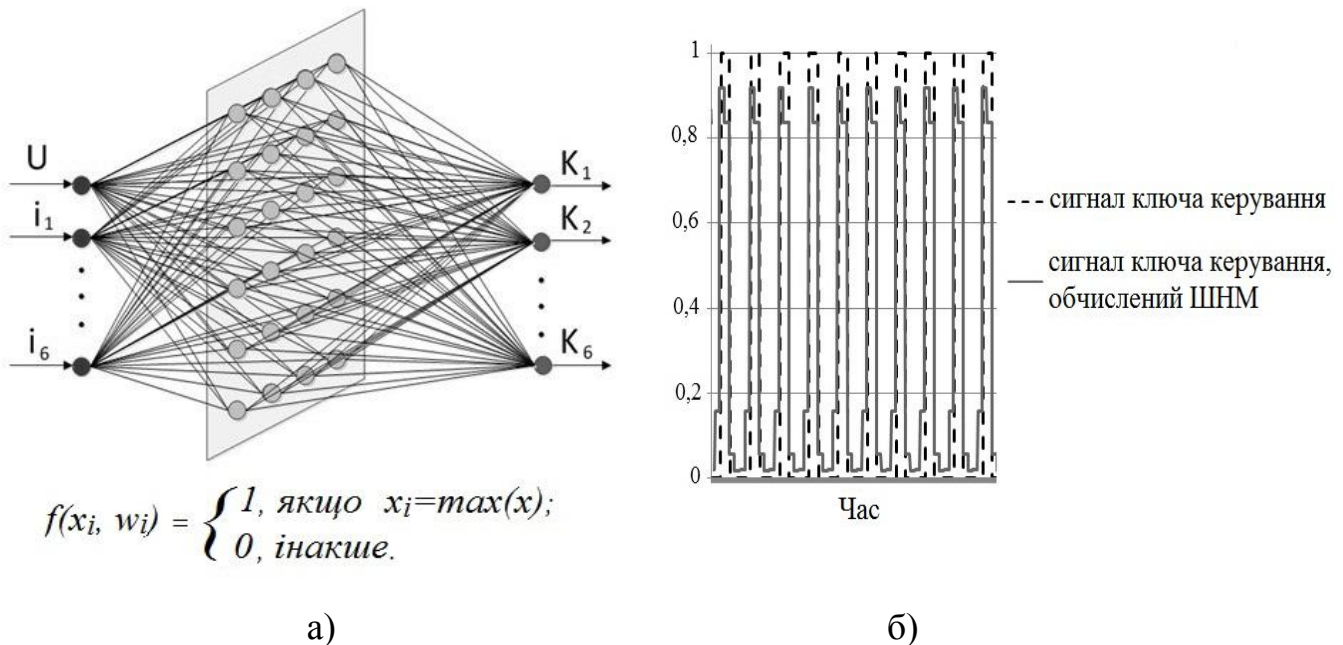 U
i₁
i₆
K₁
K₂
K₆
f(xᵢ, wᵢ) = { 1, якщо xᵢ=max(x);
0, інакше.
а)
1
0,8
0,6
0,4
0,2
0
Час
сигнал ключа керування
сигнал ключа керування,
обчислений ШНМ
б)